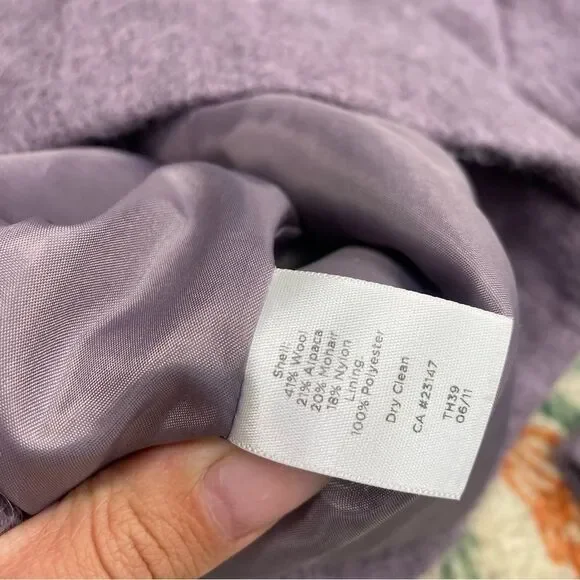 Shell:
41% Wool
21% Alpaca
20% Mohair
18% Nylon
Lining:
100% Polyester
Dry Clean
CA #23147
TH39
06/11